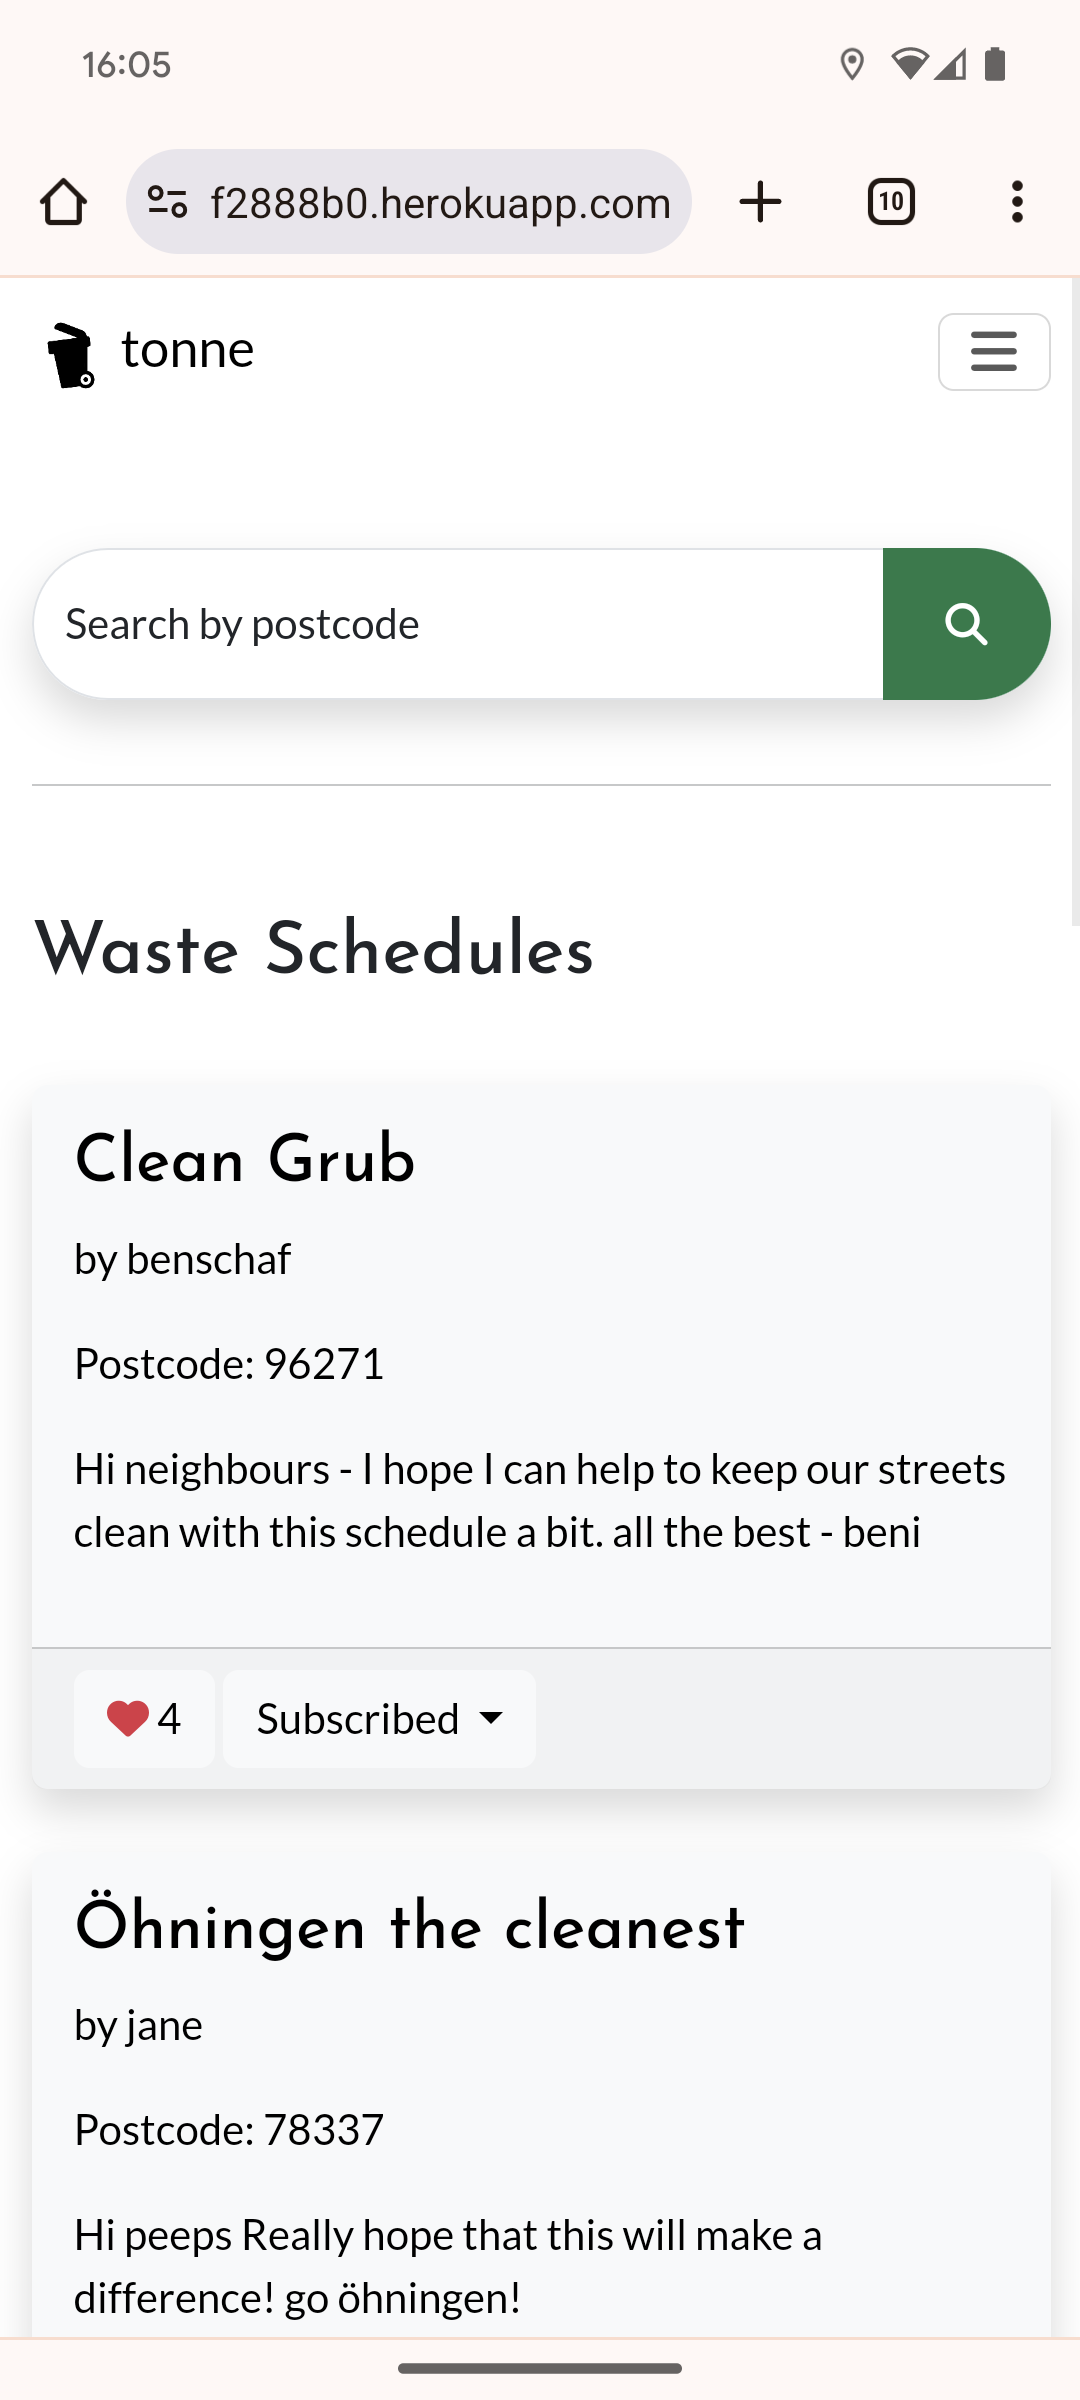 16:05
f2888b0.herokuapp.com
10
tonne
Search by postcode
Waste Schedules
Clean Grub
by benschaf
Postcode: 96271
Hi neighbours - I hope I can help to keep our streets
clean with this schedule a bit. all the best - beni
4
Subscribed
Öhningen the cleanest
by jane
Postcode: 78337
Hi peeps Really hope that this will make a
difference! go öhningen!